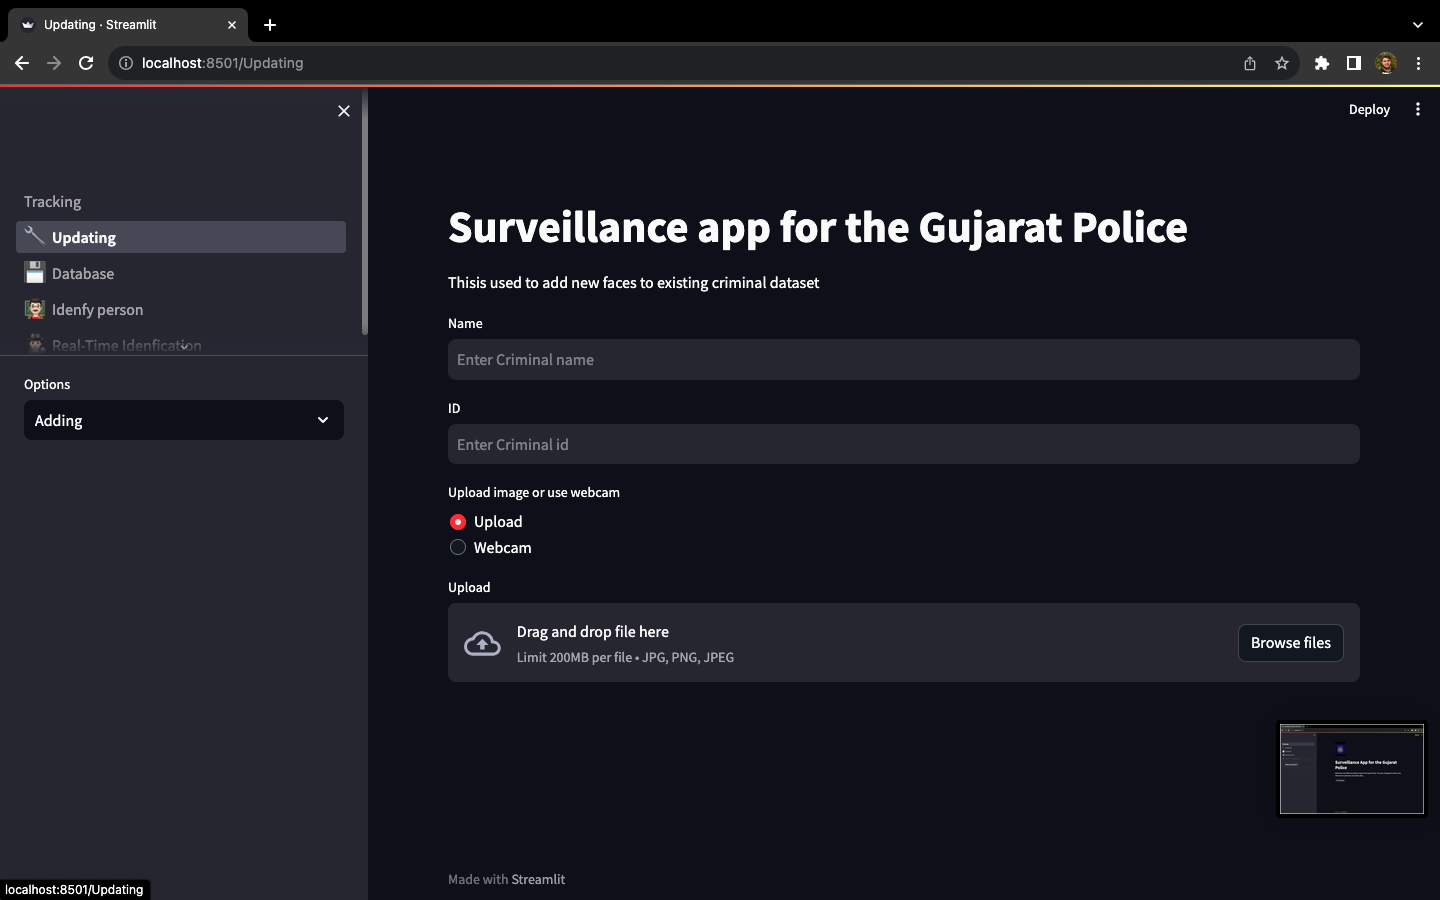 Updating · Streamlit
localhost:8501/Updating
Deploy
Tracking
Updating
Database
Idenfy person
Real-Time Idenfication
Options
Adding
Surveillance app for the Gujarat Police
Thisis used to add new faces to existing criminal dataset
Name
Enter Criminal name
ID
Enter Criminal id
Upload image or use webcam
Upload
Webcam
Upload
Drag and drop file here
Limit 200MB per file • JPG, PNG, JPEG
Browse files
Surveillance App for the Gujarat
Police
Made with Streamlit
localhost:8501/Updating